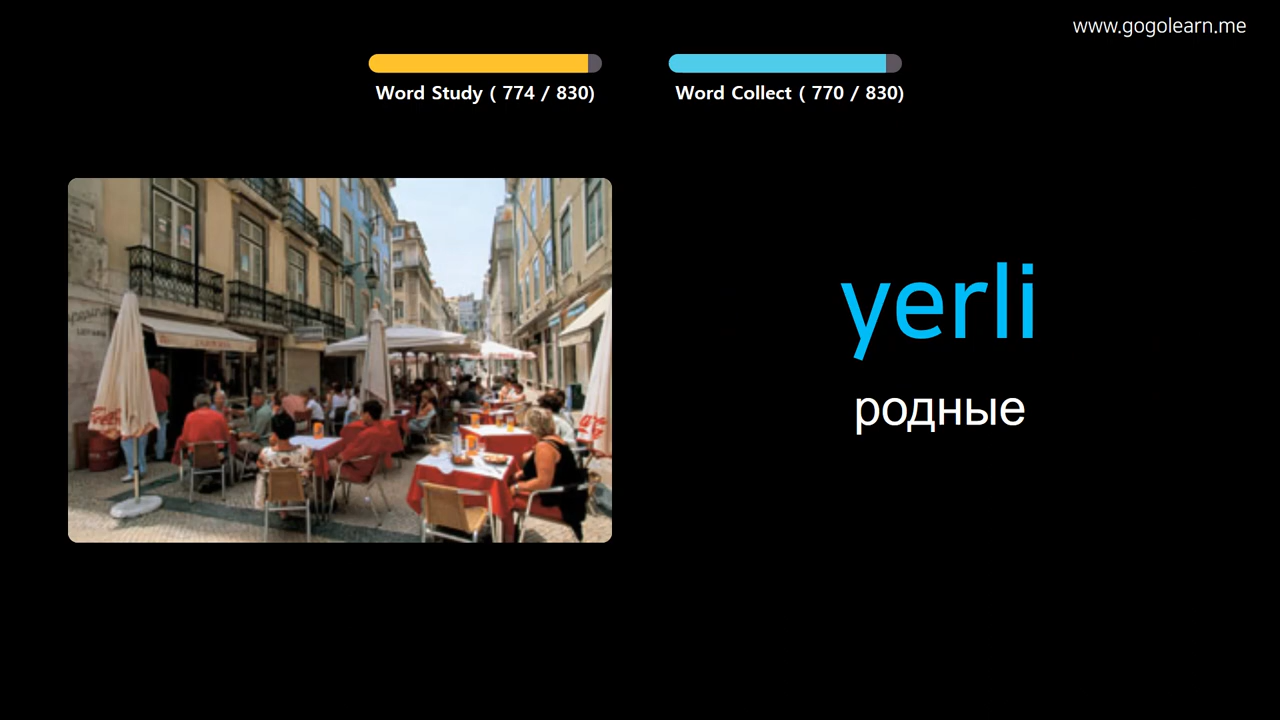 www.gogolearn.me
Word Study ( 774 / 830)
Word Collect ( 770 / 830)
yerli
родные